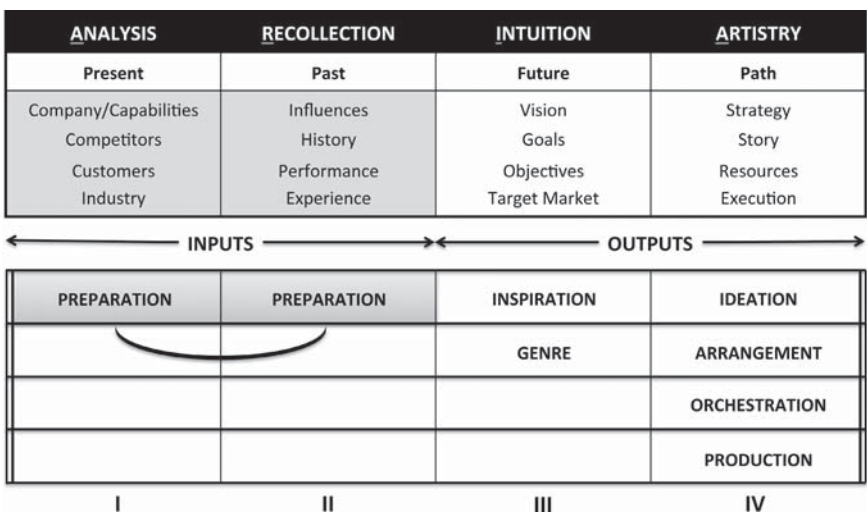 ANALYSIS RECOLLECTION INTUITION ARTISTRY
Present Past Future Path
Company/Capabilities Influences Vision Strategy
Competitors History Goals Story
Customers Performance Objectives Resources
Industry Experience Target Market Execution
INPUTS OUTPUTS
PREPARATION PREPARATION INSPIRATION IDEATION
GENRE ARRANGEMENT
ORCHESTRATION
PRODUCTION
I II III IV